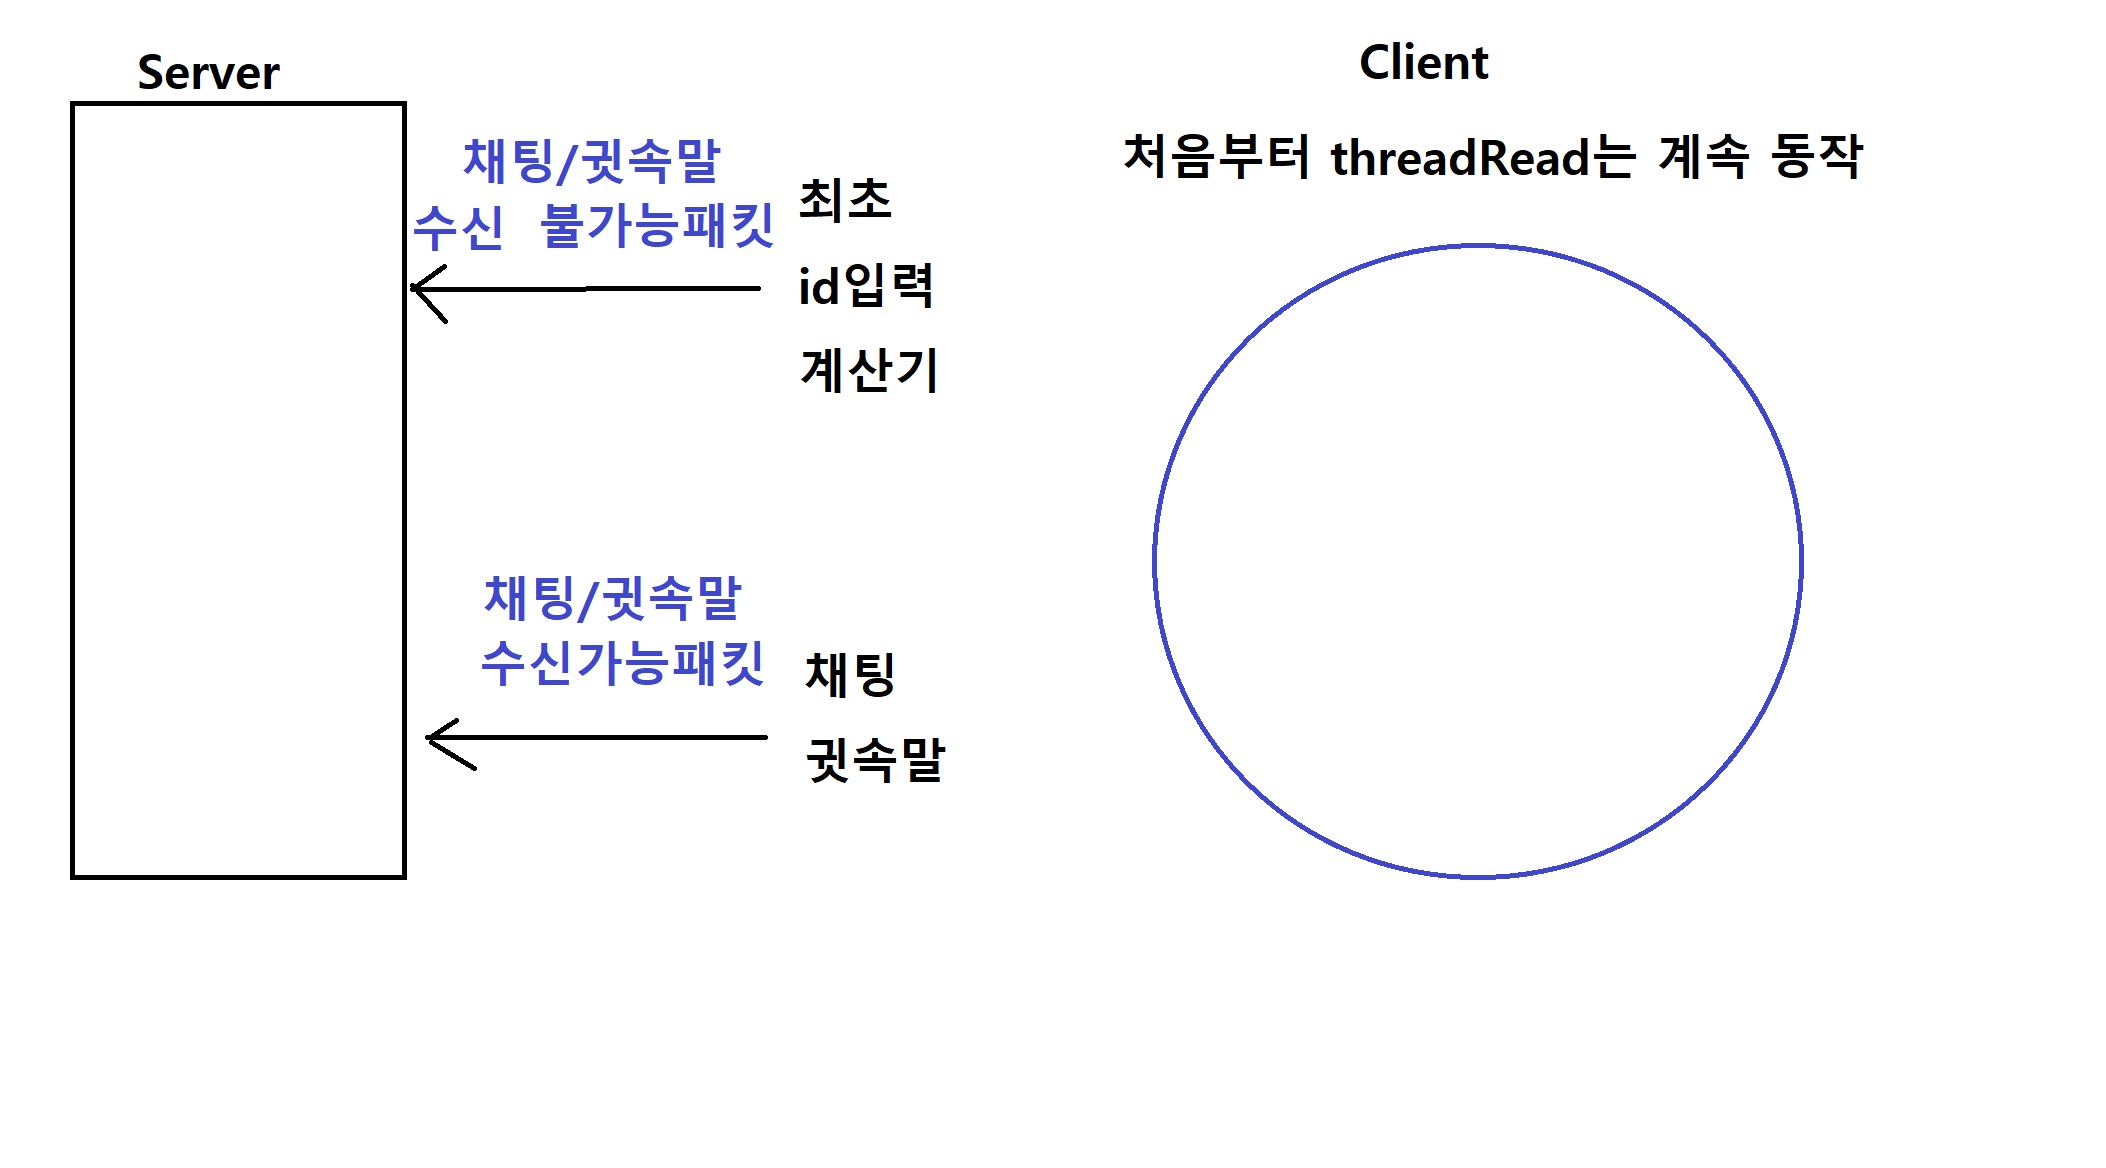 Server
채팅/귓속말
수신 불가능패킷
최초
id입력
계산기
채팅/귓속말
수신가능패킷
채팅
귓속말
Client
처음부터 threadRead는 계속 동작